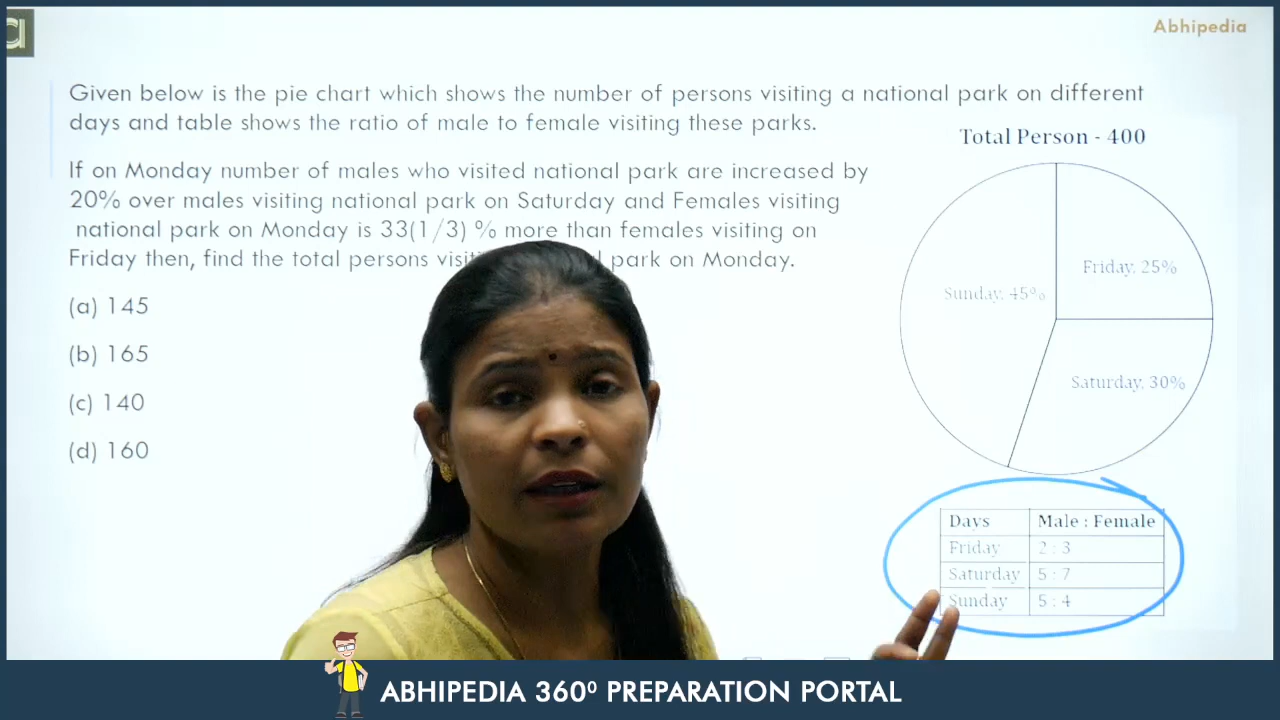 a
Abhipedia
Given below is the pie chart which shows the number of persons visiting a national park on different
days and table shows the ratio of male to female visiting these parks.
Total Person - 400
If on Monday number of males who visited national park are increased by
20% over males visiting national park on Saturday and Females visiting
national park on Monday is 33(1/3) % more than females visiting on
Friday then, find the total persons park on Monday.
(a) 145
(b) 165
(c) 140
(d) 160
Friday, 25%
Sunday, 45%
Saturday, 30%
Days Male : Female
Friday 2 : 3
Saturday 5 : 7
Sunday 5 : 4
ABHIPEDIA 360⁰ PREPARATION PORTAL